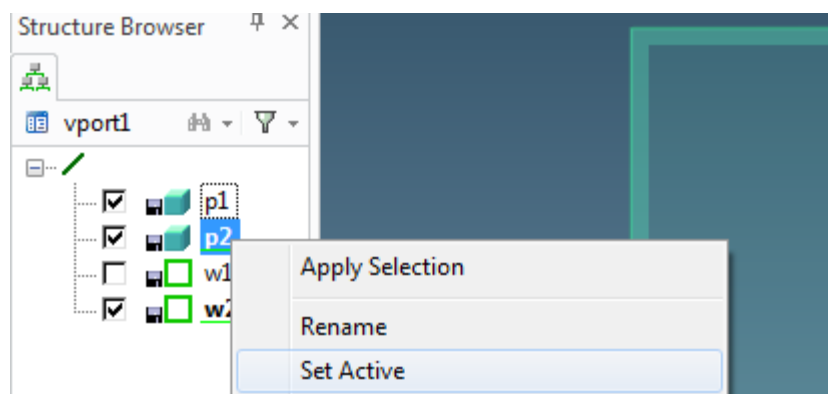 Structure Browser
vport1
p1
p2
w1
w2
Apply Selection
Rename
Set Active